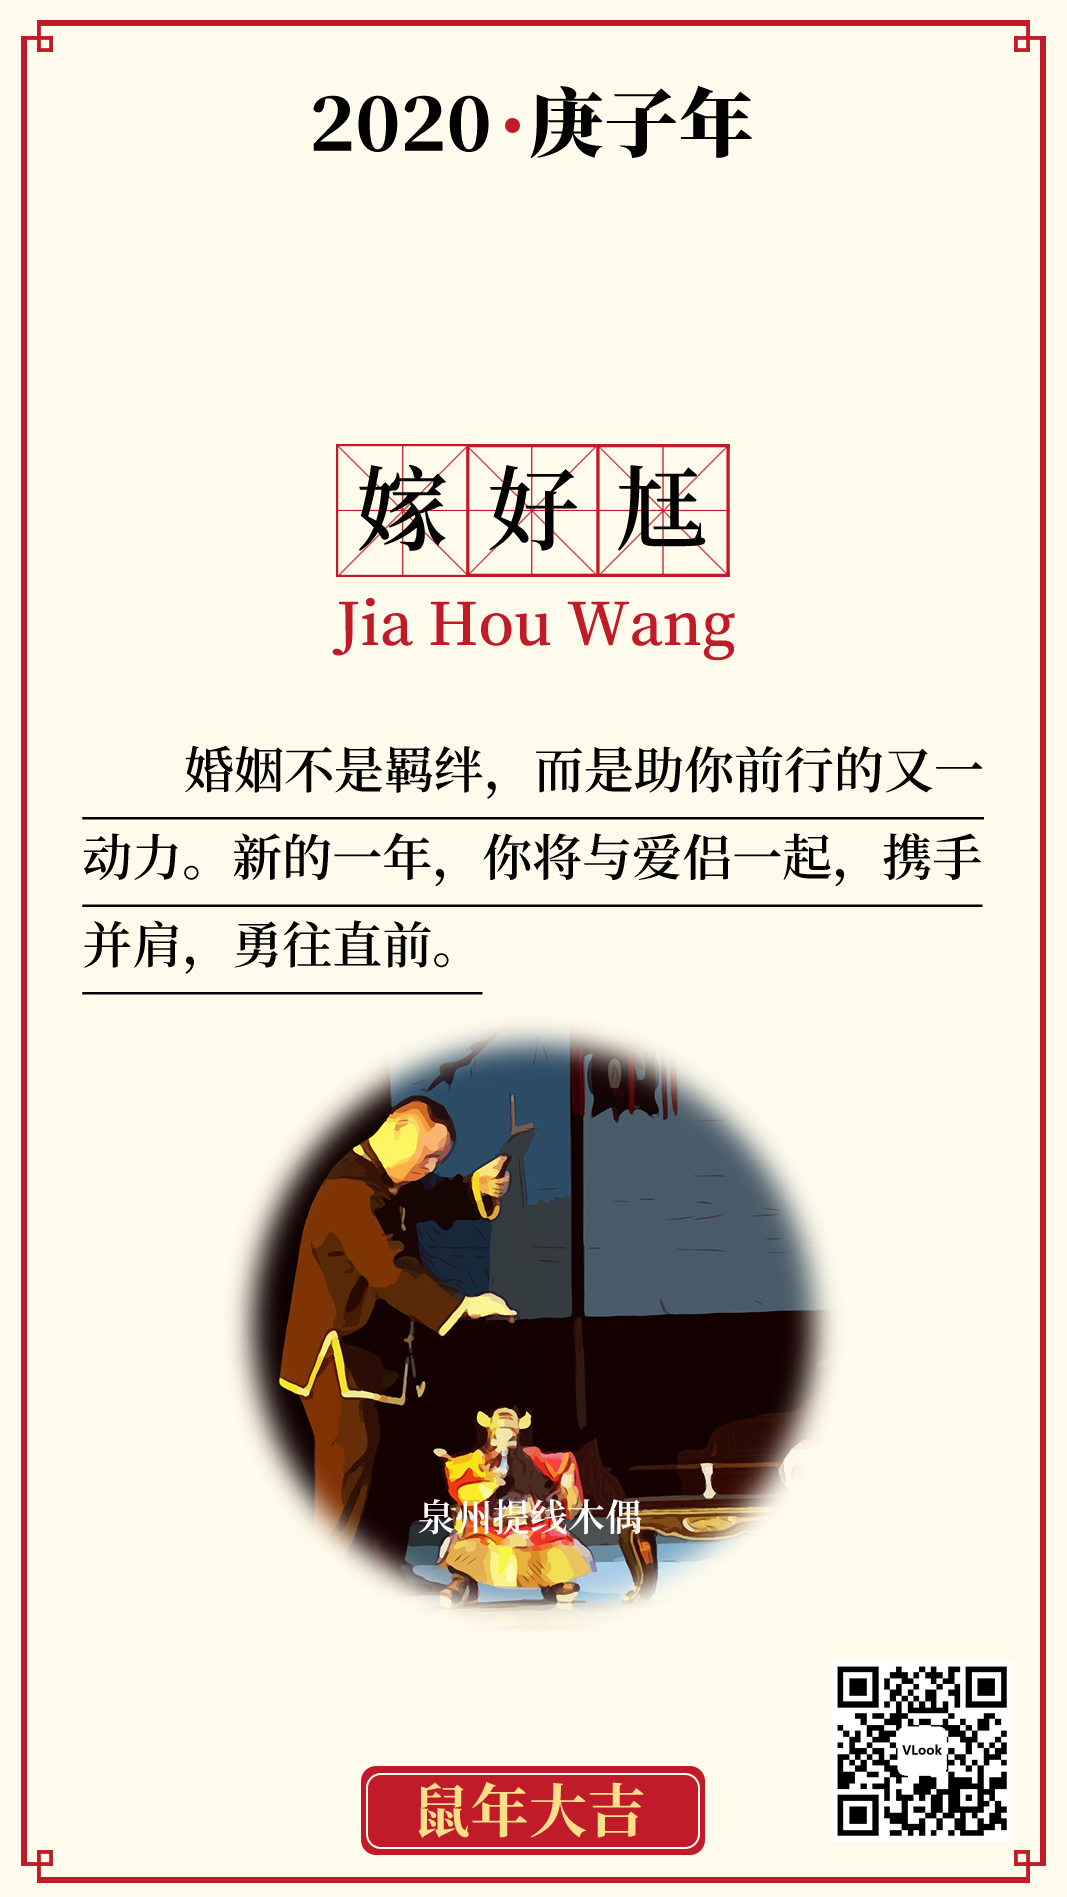 2020·庚子年
嫁好尪
Jia Hou Wang
婚姻不是羁绊，而是助你前行的又一
动力。新的一年，你将与爱侣一起，携手
并肩，勇往直前。
泉州提线木偶
VLook
鼠年大吉